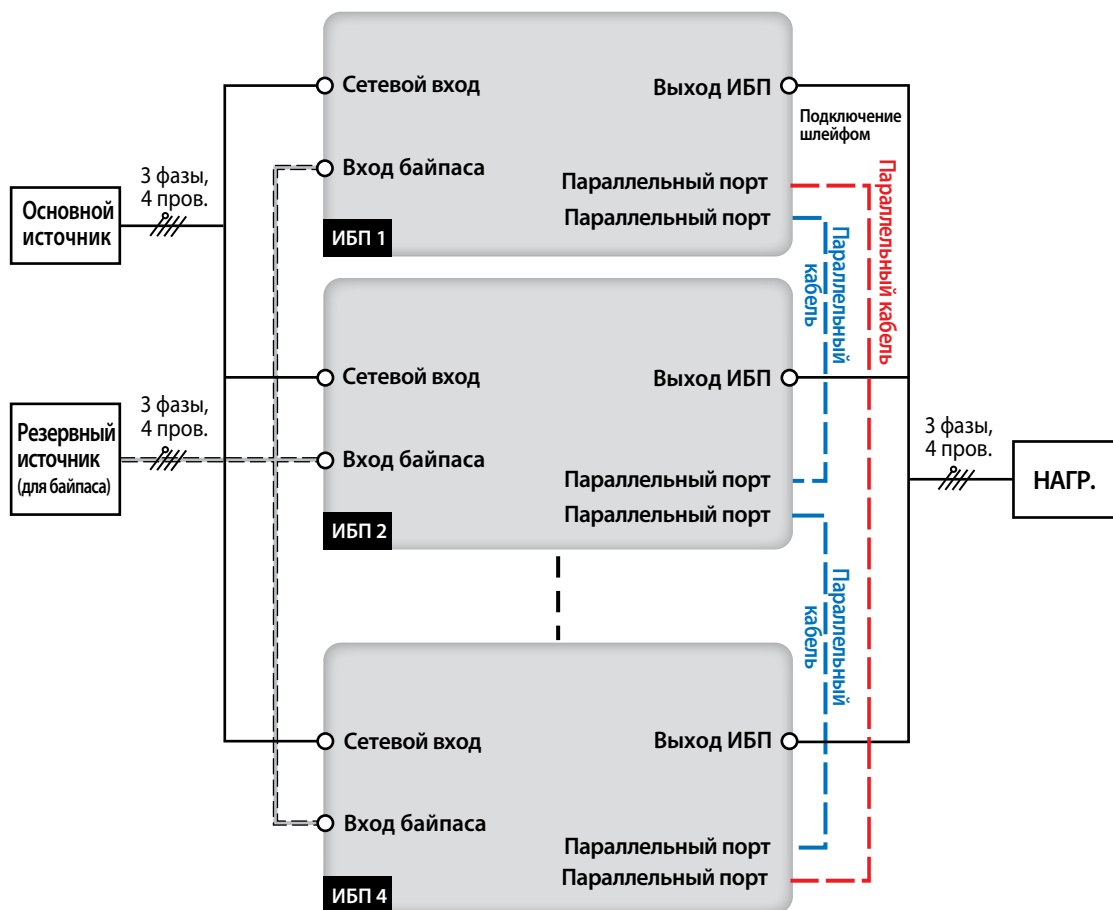 Сетевой вход
Выход ИБП
Подключение
шлейфом
Вход байпаса
Параллельный порт
Параллельный порт
ИБП 1
3 фазы,
4 пров.
Основной
источник
Параллельный
кабель
Параллельный кабель
Сетевой вход
Выход ИБП
Вход байпаса
Параллельный порт
Параллельный порт
ИБП 2
3 фазы,
4 пров.
Резервный
источник
(для байпаса)
3 фазы,
4 пров.
НАГР.
Параллельный
кабель
Сетевой вход
Выход ИБП
Вход байпаса
Параллельный порт
Параллельный порт
ИБП 4